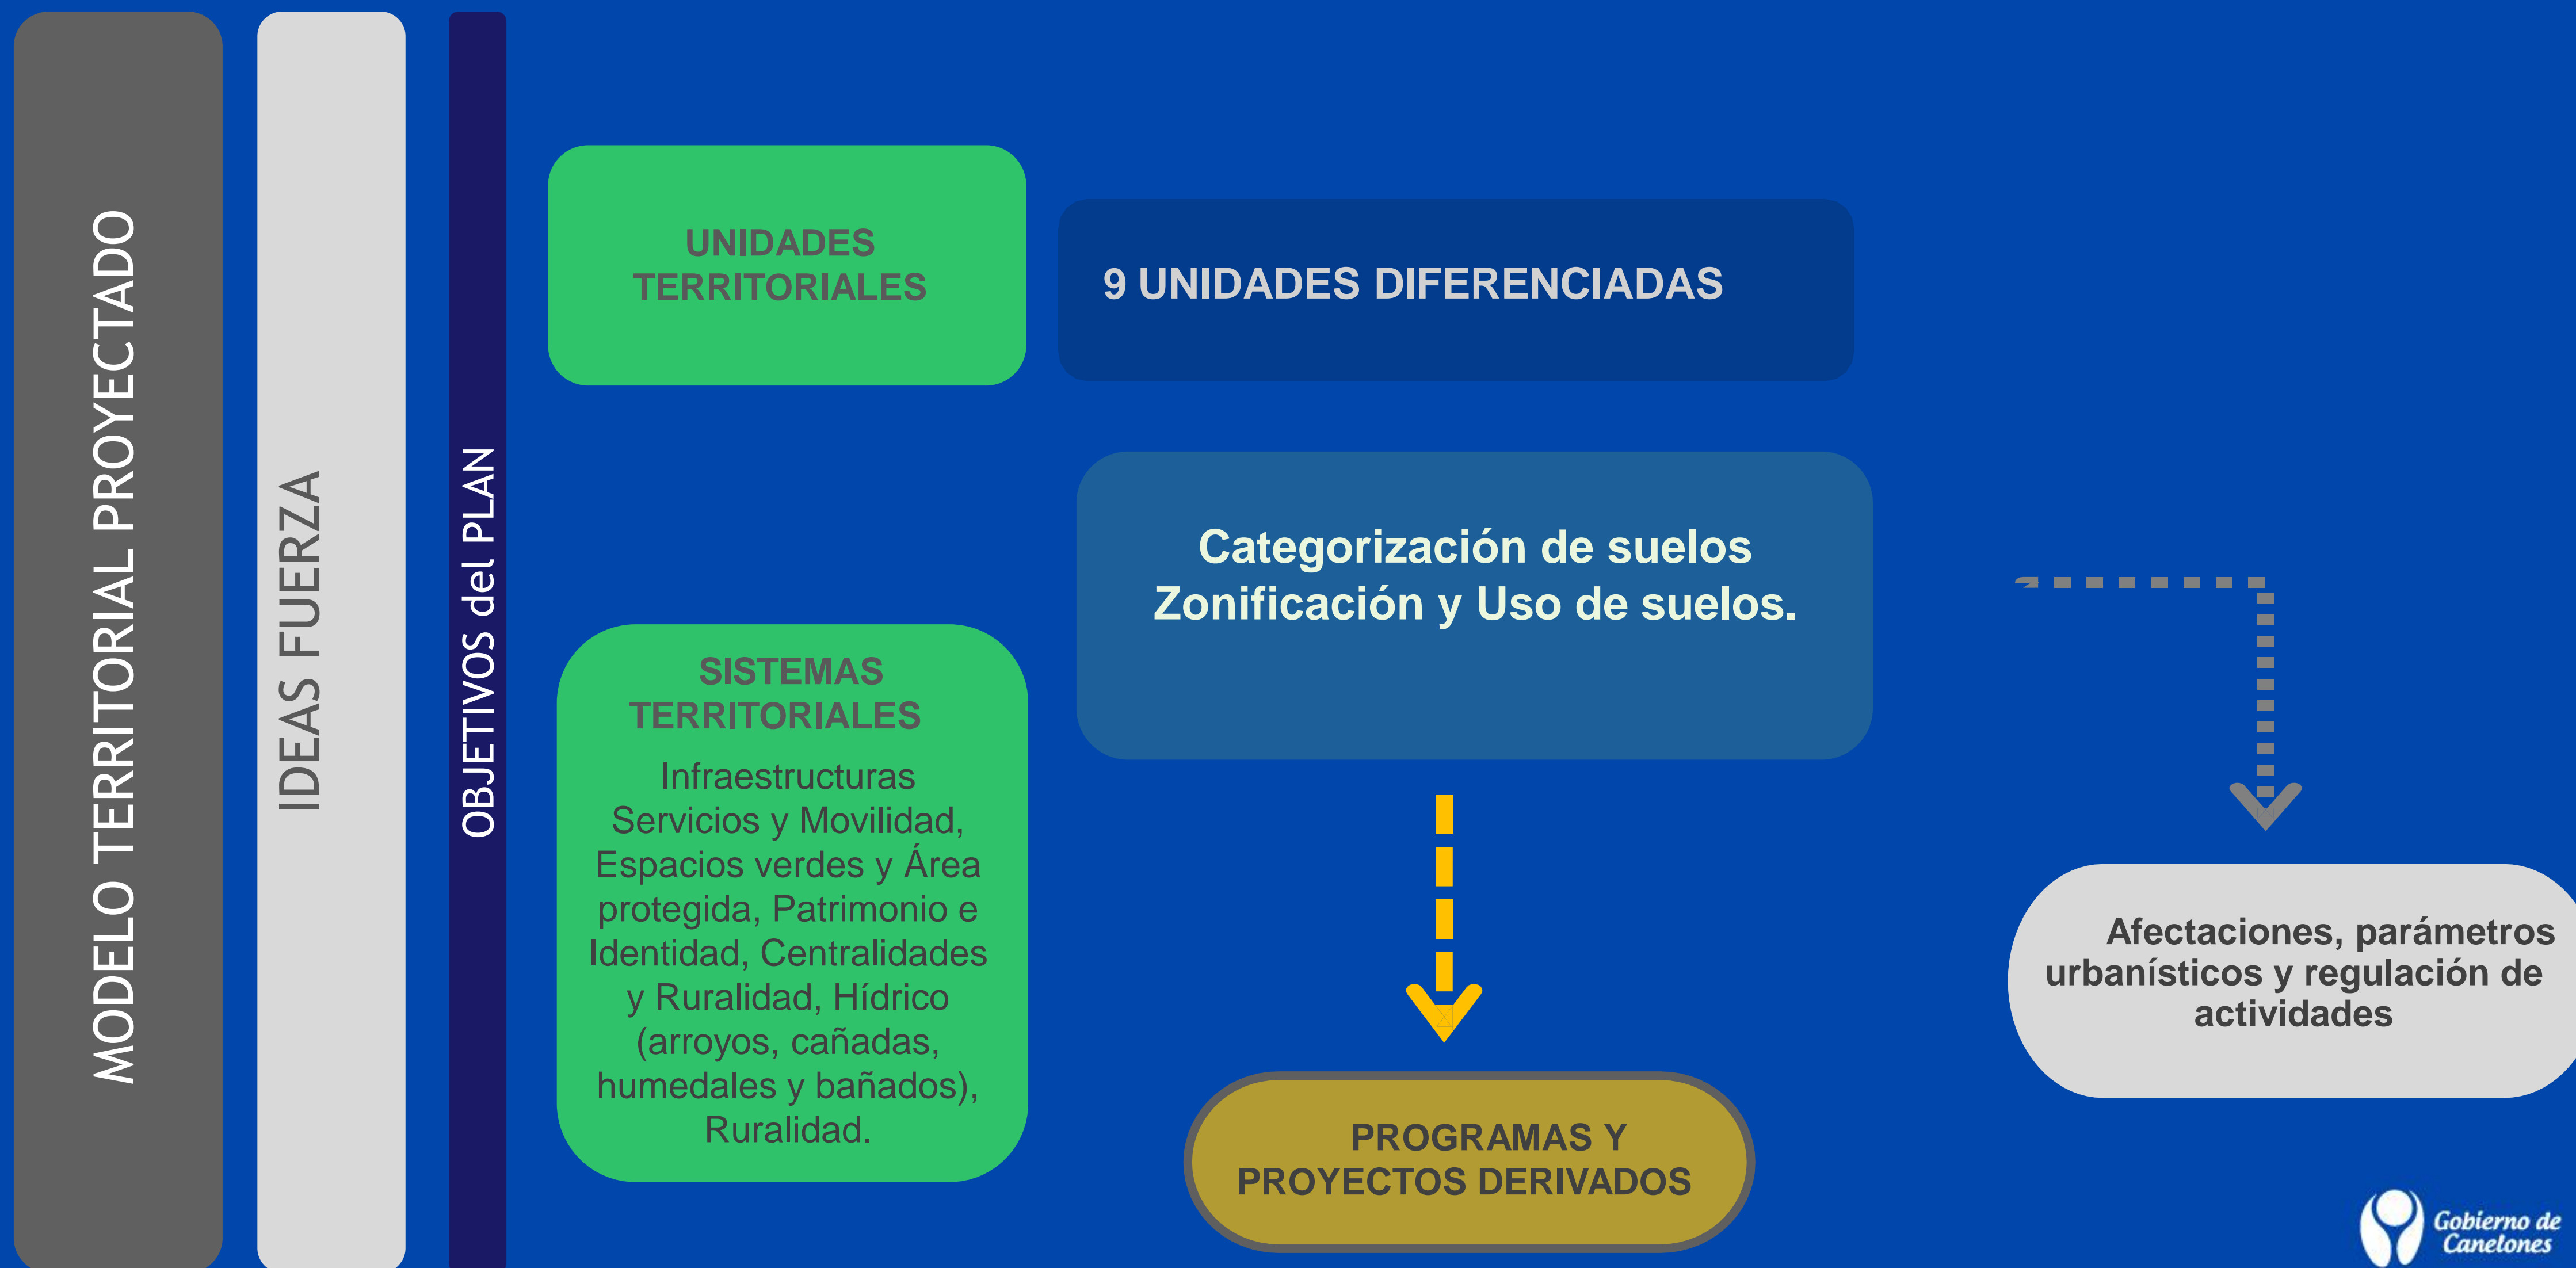 MODELO TERRITORIAL PROYECTADO
IDEAS FUERZA
OBJETIVOS del PLAN
UNIDADES
TERRITORIALES
9 UNIDADES DIFERENCIADAS
Categorización de suelos
Zonificación y Uso de suelos.
SISTEMAS
TERRITORIALES
Infraestructuras
Servicios y Movilidad,
Espacios verdes y Área
protegida, Patrimonio e
Identidad, Centralidades
y Ruralidad, Hídrico
(arroyos, cañadas,
humedales y bañados),
Ruralidad.
PROGRAMAS Y
PROYECTOS DERIVADOS
Afectaciones, parámetros
urbanísticos y regulación de
actividades
Gobierno de
Canelones